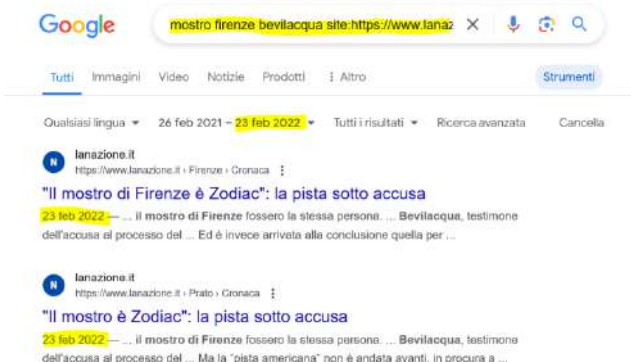 Google
mostro firenze bevilacqua site:https://www.lanaz
Tutti Immagini Video Notizie Prodotti Altro Strumenti
Qualsiasi lingua 26 feb 2021 – 23 feb 2022 Tutti i risultati Ricerca avanzata Cancella
N lanazione.it
https://www.lanazione.it › Firenze › Cronaca
"Il mostro di Firenze è Zodiac": la pista sotto accusa
23 feb 2022 — ... il mostro di Firenze fossero la stessa persona. ... Bevilacqua, testimone
dell'accusa al processo del ... Ed è invece arrivata alla conclusione quella per ...
N lanazione.it
https://www.lanazione.it › Prato › Cronaca
"Il mostro è Zodiac": la pista sotto accusa
23 feb 2022 — ... il mostro di Firenze fossero la stessa persona. ... Bevilacqua, testimone
dell'accusa al processo del ... Ma la "pista americana" non è andata avanti, in procura a ...